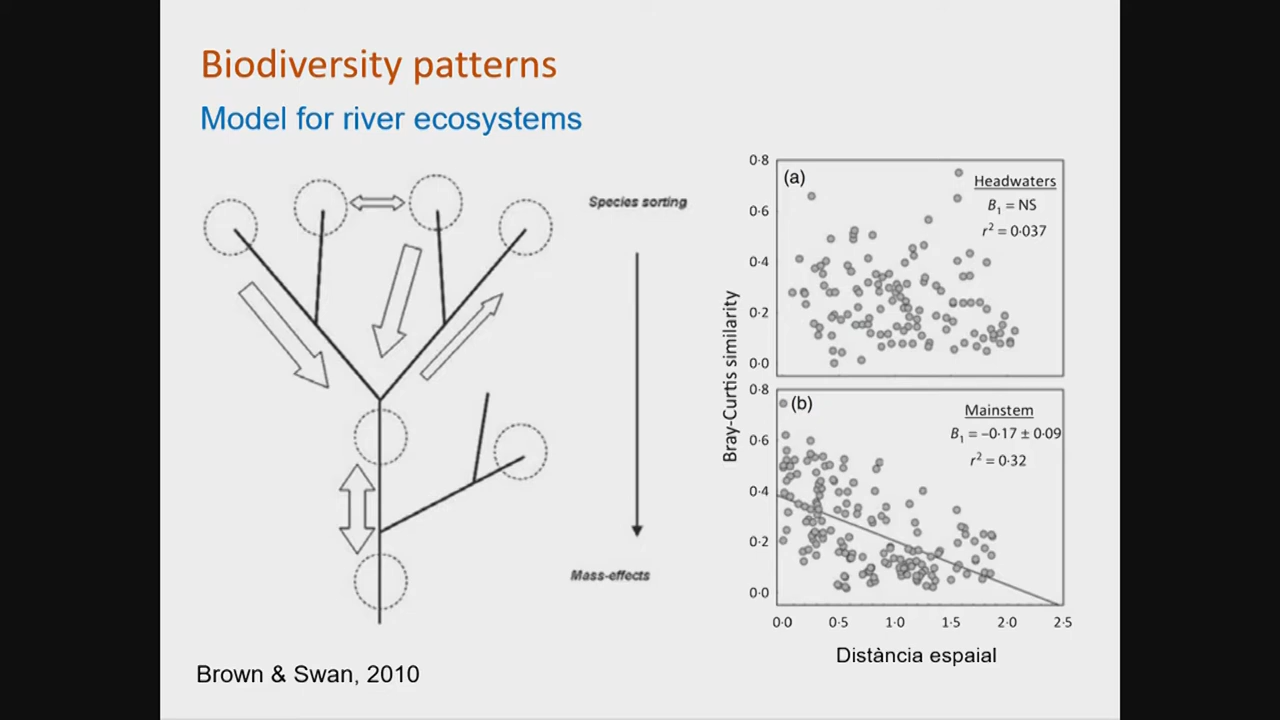 Biodiversity patterns
Model for river ecosystems
Species sorting
Mass-effects
Brown & Swan, 2010
Bray-Curtis similarity
0·8
0·6
0·4
0·2
0·0
(a)
Headwaters
B1 = NS
r² = 0·037
0·8
0·6
0·4
0·2
0·0
(b)
Mainstem
B1 = –0·17 ± 0·09
r² = 0·32
0·0 0·5 1·0 1·5 2·0 2·5
Distància espaial